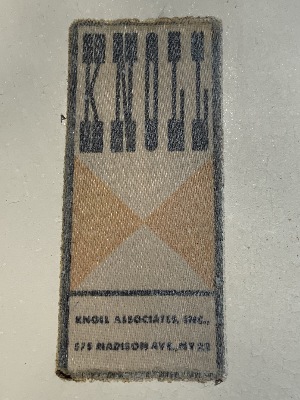 KNOLL
KNOLL ASSOCIATES, INC.,
575 MADISON AVE., NY 22